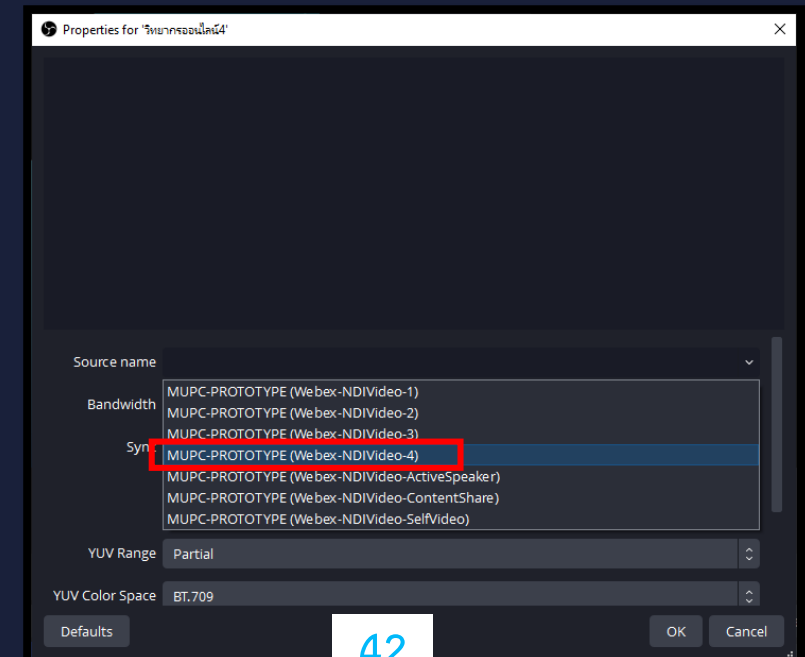 Properties for 'วิทยากรออนไลน์4'
Source name
Bandwidth
MUPC-PROTOTYPE (Webex-NDIVideo-1)
MUPC-PROTOTYPE (Webex-NDIVideo-2)
MUPC-PROTOTYPE (Webex-NDIVideo-3)
MUPC-PROTOTYPE (Webex-NDIVideo-4)
MUPC-PROTOTYPE (Webex-NDIVideo-ActiveSpeaker)
MUPC-PROTOTYPE (Webex-NDIVideo-ContentShare)
MUPC-PROTOTYPE (Webex-NDIVideo-SelfVideo)
YUV Range Partial
YUV Color Space BT.709
Defaults OK Cancel
42